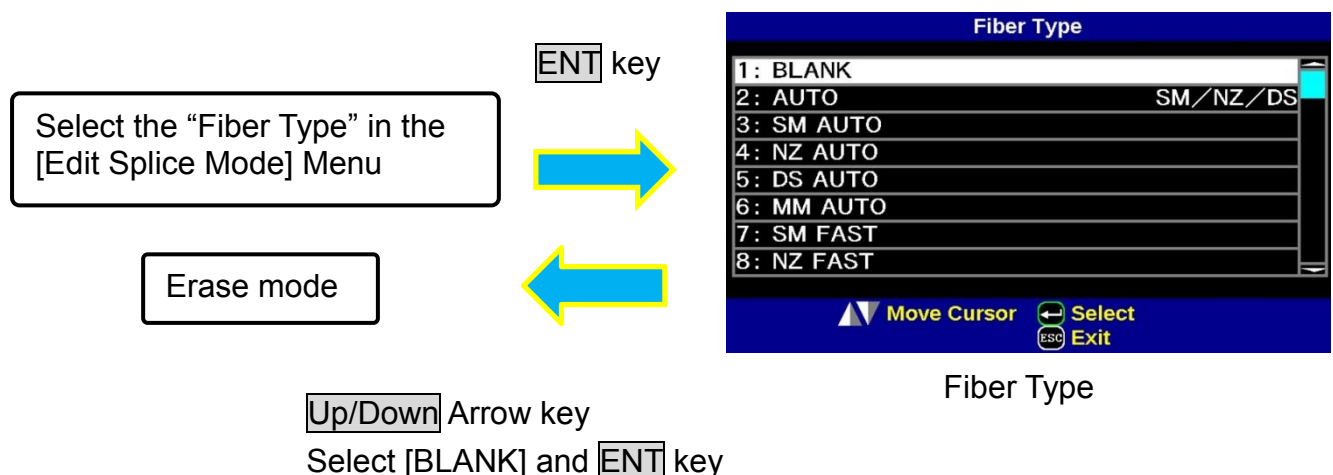 ENT key
Select the “Fiber Type” in the
[Edit Splice Mode] Menu
Erase mode
Fiber Type
1: BLANK
2: AUTO SM/NZ/DS
3: SM AUTO
4: NZ AUTO
5: DS AUTO
6: MM AUTO
7: SM FAST
8: NZ FAST
Move Cursor Select
ESC Exit
Fiber Type
Up/Down Arrow key
Select [BLANK] and ENT key